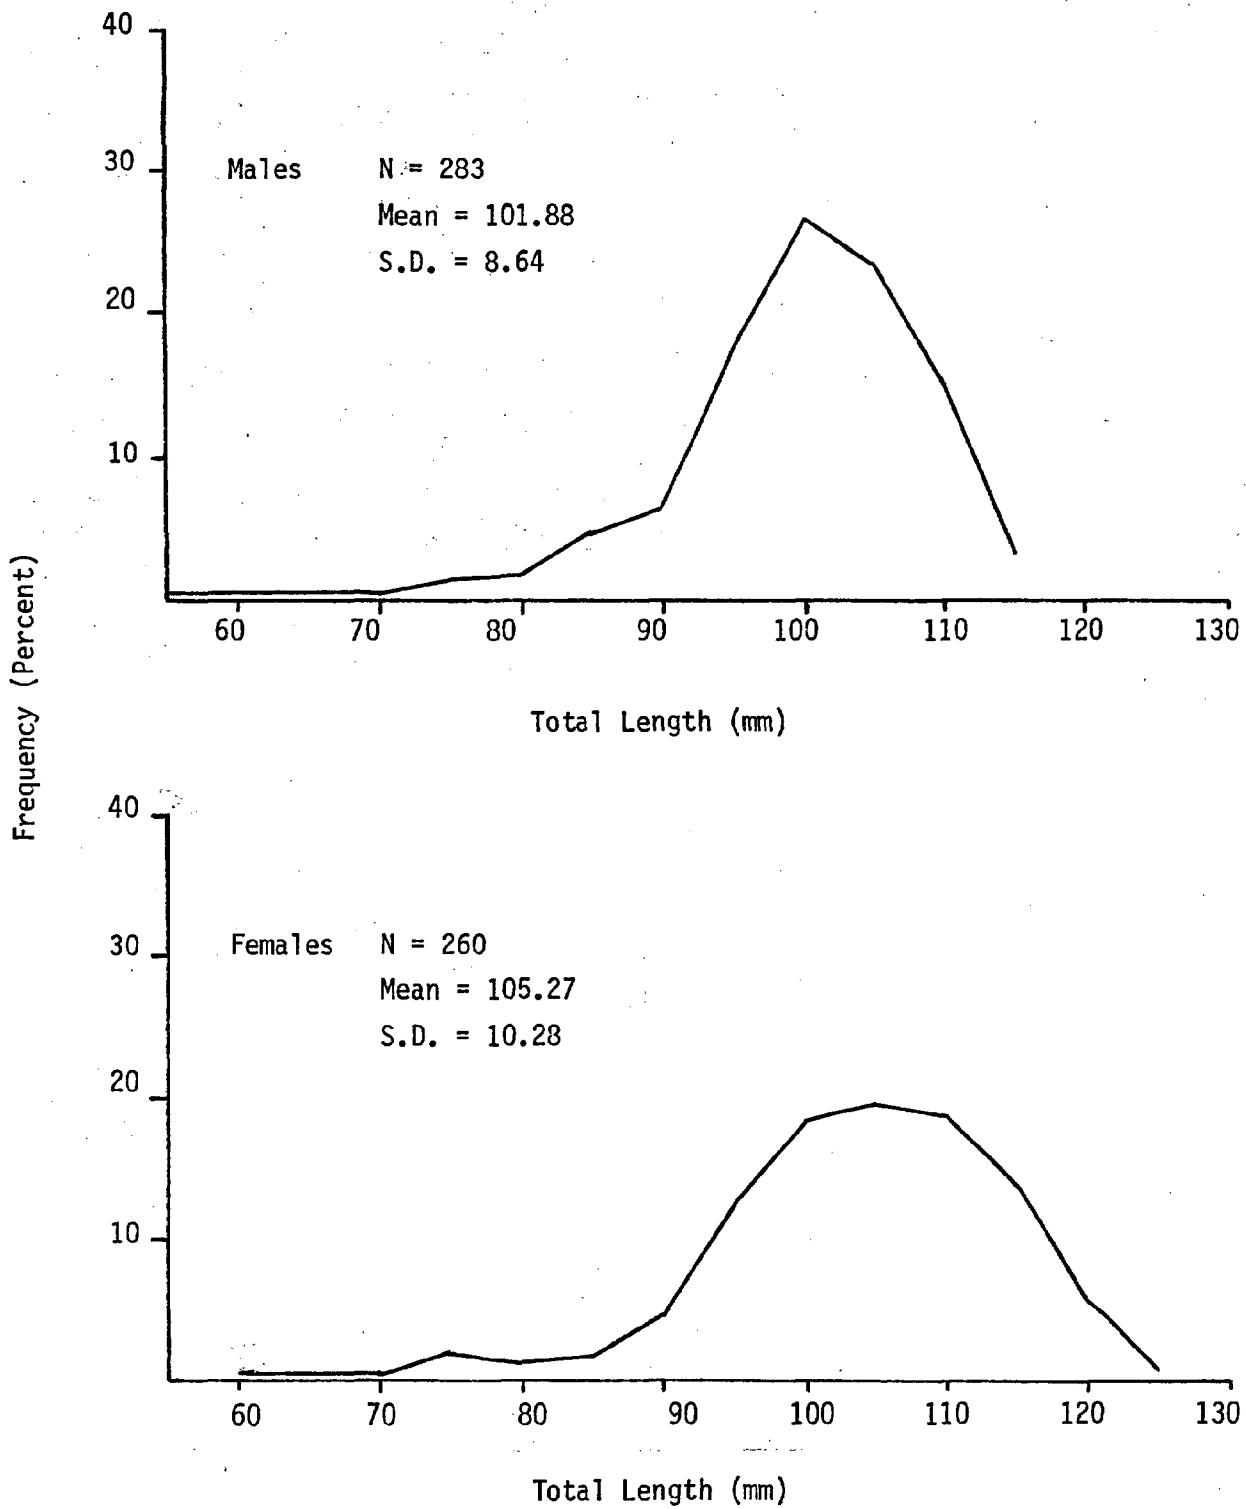 40
30
20
10
Males N = 283
Mean = 101.88
S.D. = 8.64
60 70 80 90 100 110 120 130
Total Length (mm)
Frequency (Percent)
40
30
20
10
Females N = 260
Mean = 105.27
S.D. = 10.28
60 70 80 90 100 110 120 130
Total Length (mm)